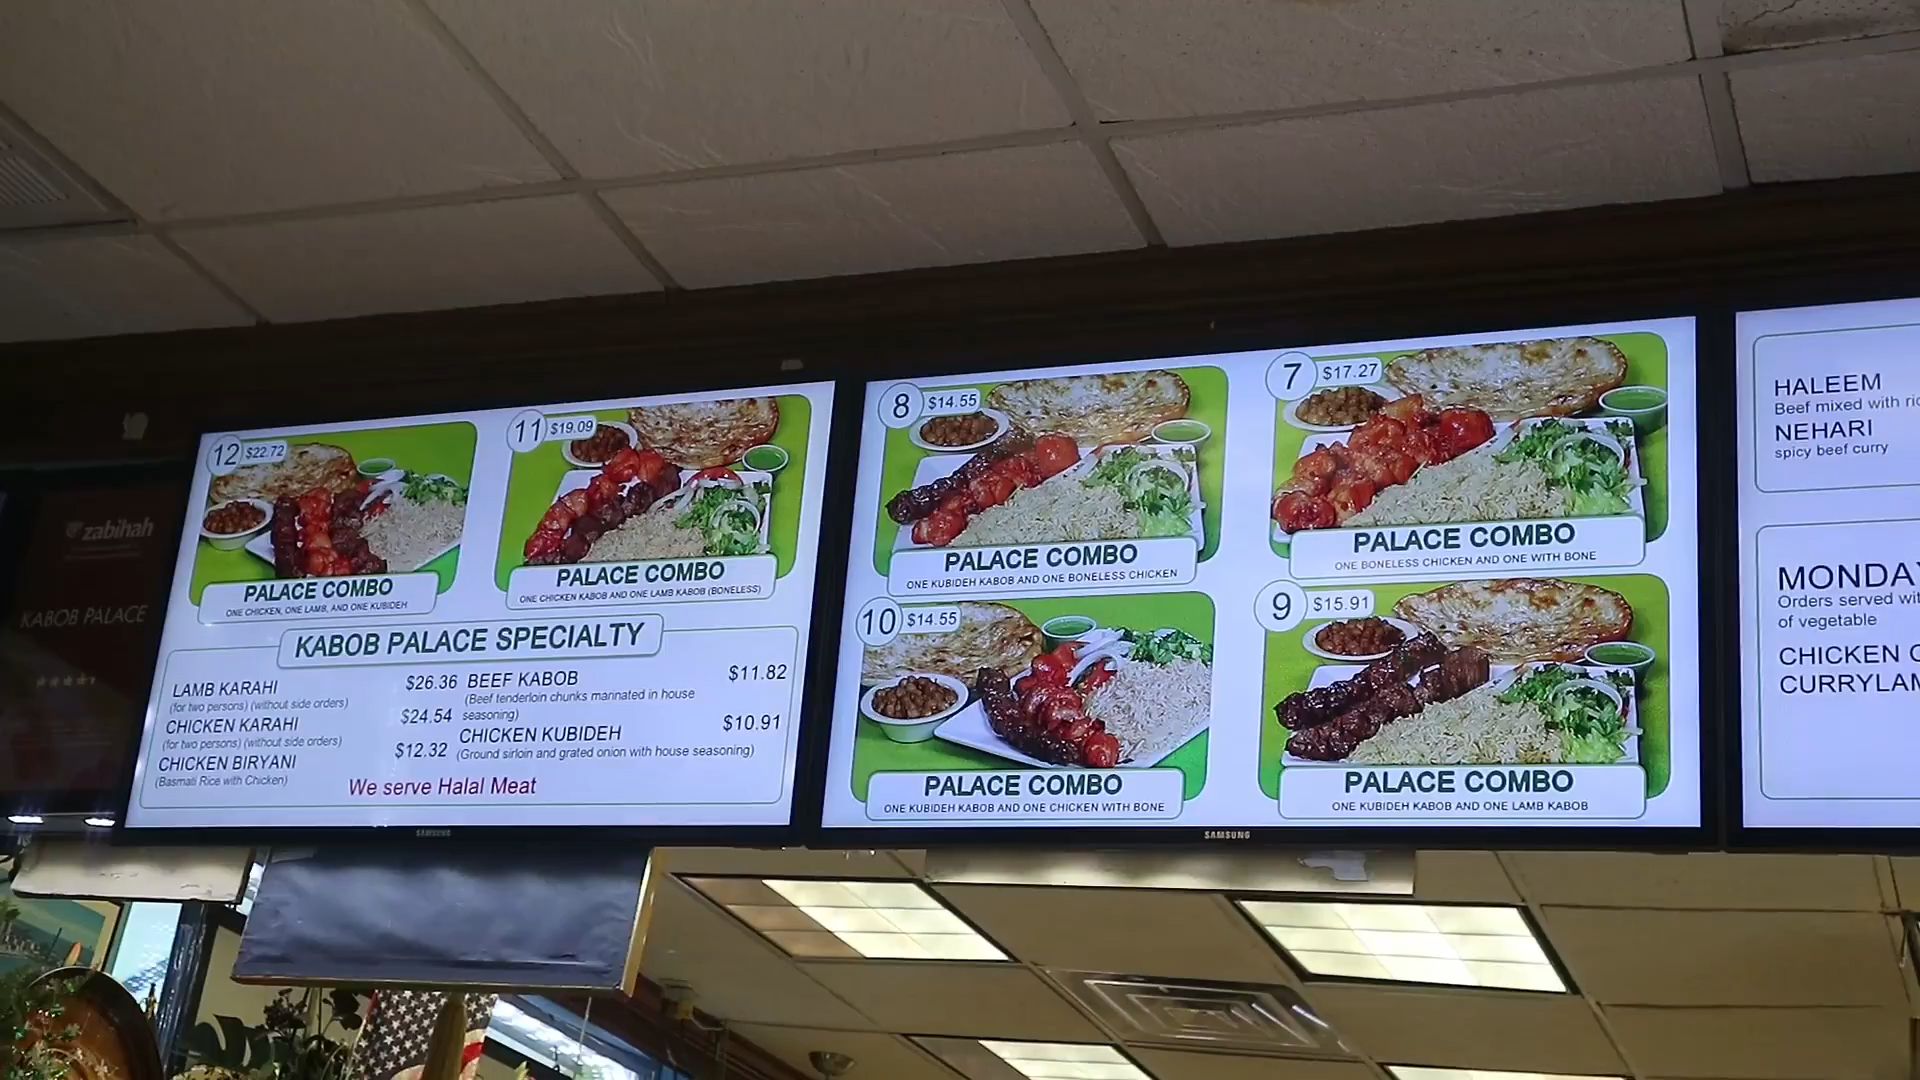 zabihah
KABOB PALACE
12 $22.72
PALACE COMBO
ONE CHICKEN, ONE LAMB, AND ONE KUBIDEH
11 $19.09
PALACE COMBO
ONE CHICKEN KABOB AND ONE LAMB KABOB (BONELESS)
KABOB PALACE SPECIALTY
LAMB KARAHI $26.36
(for two persons) (without side orders)
CHICKEN KARAHI $24.54
(for two persons) (without side orders)
CHICKEN BIRYANI $12.32
(Basmati Rice with Chicken)
BEEF KABOB $11.82
(Beef tenderloin chunks marinated in house
seasoning)
CHICKEN KUBIDEH $10.91
(Ground sirloin and grated onion with house seasoning)
We serve Halal Meat
SAMSUNG
8 $14.55
PALACE COMBO
ONE KUBIDEH KABOB AND ONE BONELESS CHICKEN
7 $17.27
PALACE COMBO
ONE BONELESS CHICKEN AND ONE WITH BONE
10 $14.55
PALACE COMBO
ONE KUBIDEH KABOB AND ONE CHICKEN WITH BONE
9 $15.91
PALACE COMBO
ONE KUBIDEH KABOB AND ONE LAMB KABOB
SAMSUNG
HALEEM
Beef mixed with ric
NEHARI
spicy beef curry
MONDAY
Orders served wit
of vegetable
CHICKEN C
CURRYLAM